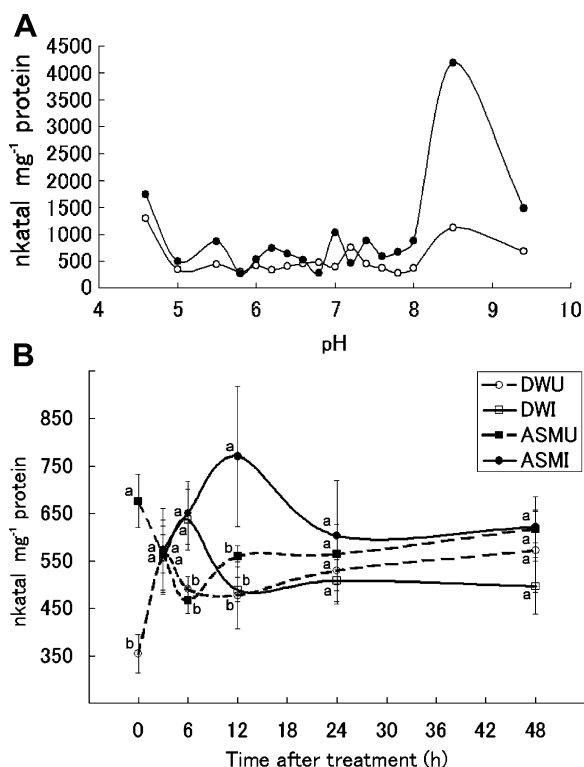 A
nkatal mg⁻¹ protein
4500
4000
3500
3000
2500
2000
1500
1000
500
0
4 5 6 7 8 9 10
pH
B
nkatal mg⁻¹ protein
850
750
650
550
450
350
DWU
DWI
ASMU
ASMI
a
a
a
a
a
a
a
a
b
b
b
b
b
b
a
a
a
a
a
a
a
a
a
b
0 6 12 18 24 30 36 42 48
Time after treatment (h)